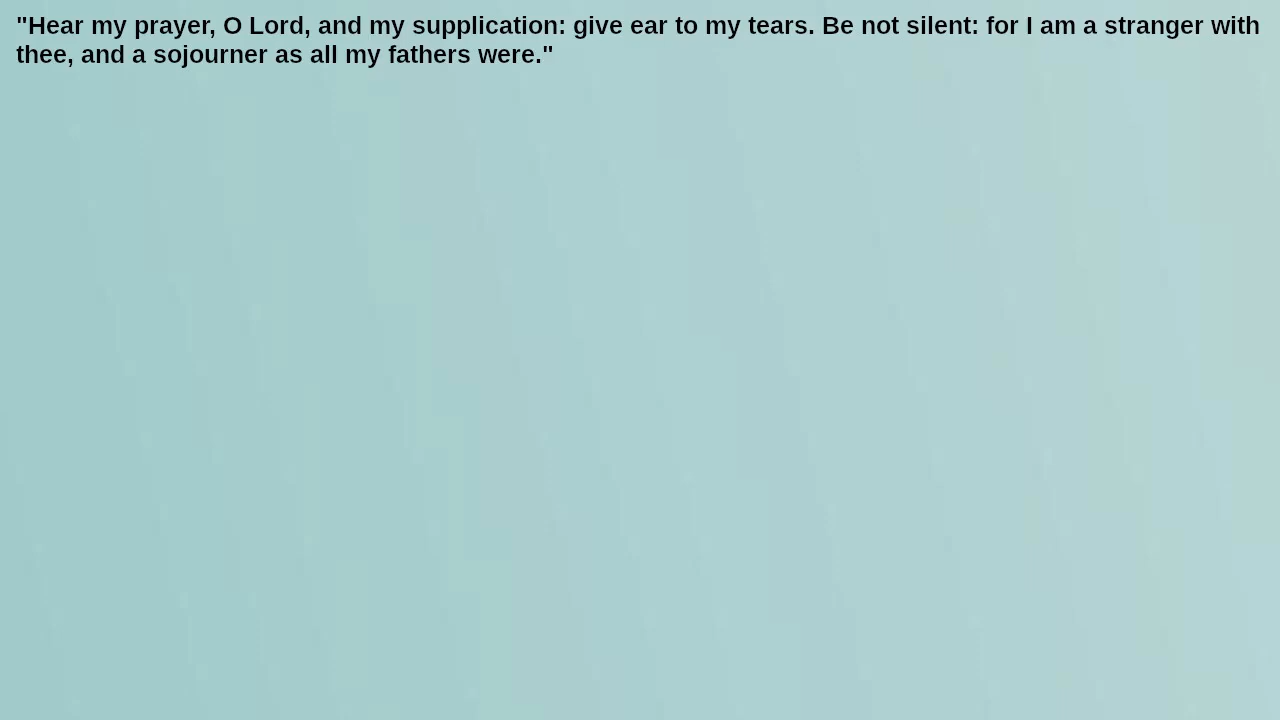 "Hear my prayer, O Lord, and my supplication: give ear to my tears. Be not silent: for I am a stranger with
thee, and a sojourner as all my fathers were."